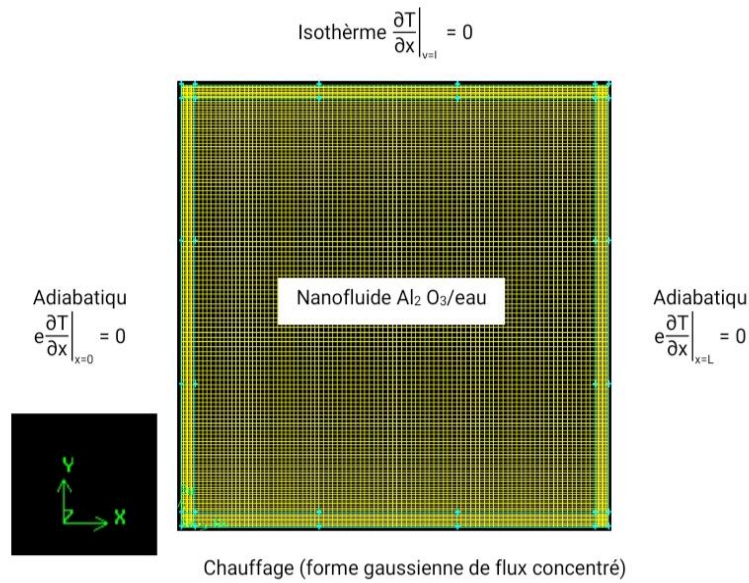 Isothèrme ∂T/∂x|y=l = 0
Nanofluide Al₂ O₃/eau
Adiabatiqu
e ∂T/∂x|x=0 = 0
Adiabatiqu
e ∂T/∂x|x=L = 0
Y
Z X
Chauffage (forme gaussienne de flux concentré)